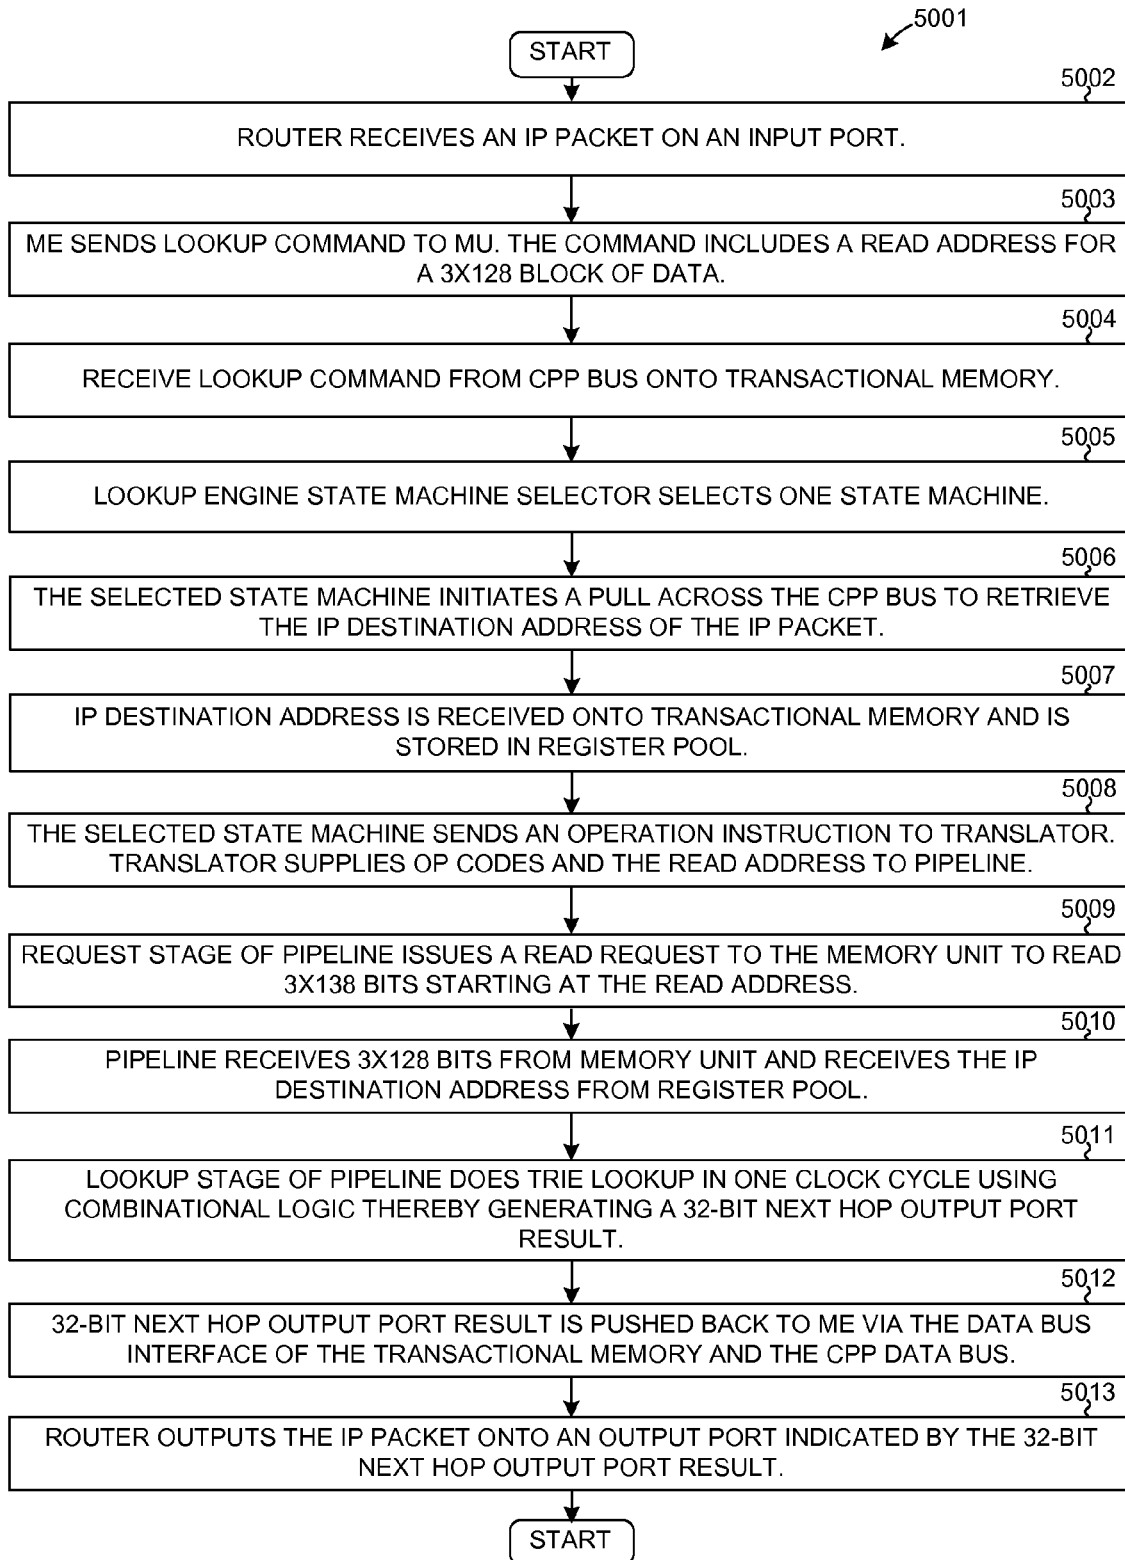 5001
START
5002
ROUTER RECEIVES AN IP PACKET ON AN INPUT PORT.
5003
ME SENDS LOOKUP COMMAND TO MU. THE COMMAND INCLUDES A READ ADDRESS FOR
A 3X128 BLOCK OF DATA.
5004
RECEIVE LOOKUP COMMAND FROM CPP BUS ONTO TRANSACTIONAL MEMORY.
5005
LOOKUP ENGINE STATE MACHINE SELECTOR SELECTS ONE STATE MACHINE.
5006
THE SELECTED STATE MACHINE INITIATES A PULL ACROSS THE CPP BUS TO RETRIEVE
THE IP DESTINATION ADDRESS OF THE IP PACKET.
5007
IP DESTINATION ADDRESS IS RECEIVED ONTO TRANSACTIONAL MEMORY AND IS
STORED IN REGISTER POOL.
5008
THE SELECTED STATE MACHINE SENDS AN OPERATION INSTRUCTION TO TRANSLATOR.
TRANSLATOR SUPPLIES OP CODES AND THE READ ADDRESS TO PIPELINE.
5009
REQUEST STAGE OF PIPELINE ISSUES A READ REQUEST TO THE MEMORY UNIT TO READ
3X138 BITS STARTING AT THE READ ADDRESS.
5010
PIPELINE RECEIVES 3X128 BITS FROM MEMORY UNIT AND RECEIVES THE IP
DESTINATION ADDRESS FROM REGISTER POOL.
5011
LOOKUP STAGE OF PIPELINE DOES TRIE LOOKUP IN ONE CLOCK CYCLE USING
COMBINATIONAL LOGIC THEREBY GENERATING A 32-BIT NEXT HOP OUTPUT PORT
RESULT.
5012
32-BIT NEXT HOP OUTPUT PORT RESULT IS PUSHED BACK TO ME VIA THE DATA BUS
INTERFACE OF THE TRANSACTIONAL MEMORY AND THE CPP DATA BUS.
5013
ROUTER OUTPUTS THE IP PACKET ONTO AN OUTPUT PORT INDICATED BY THE 32-BIT
NEXT HOP OUTPUT PORT RESULT.
START